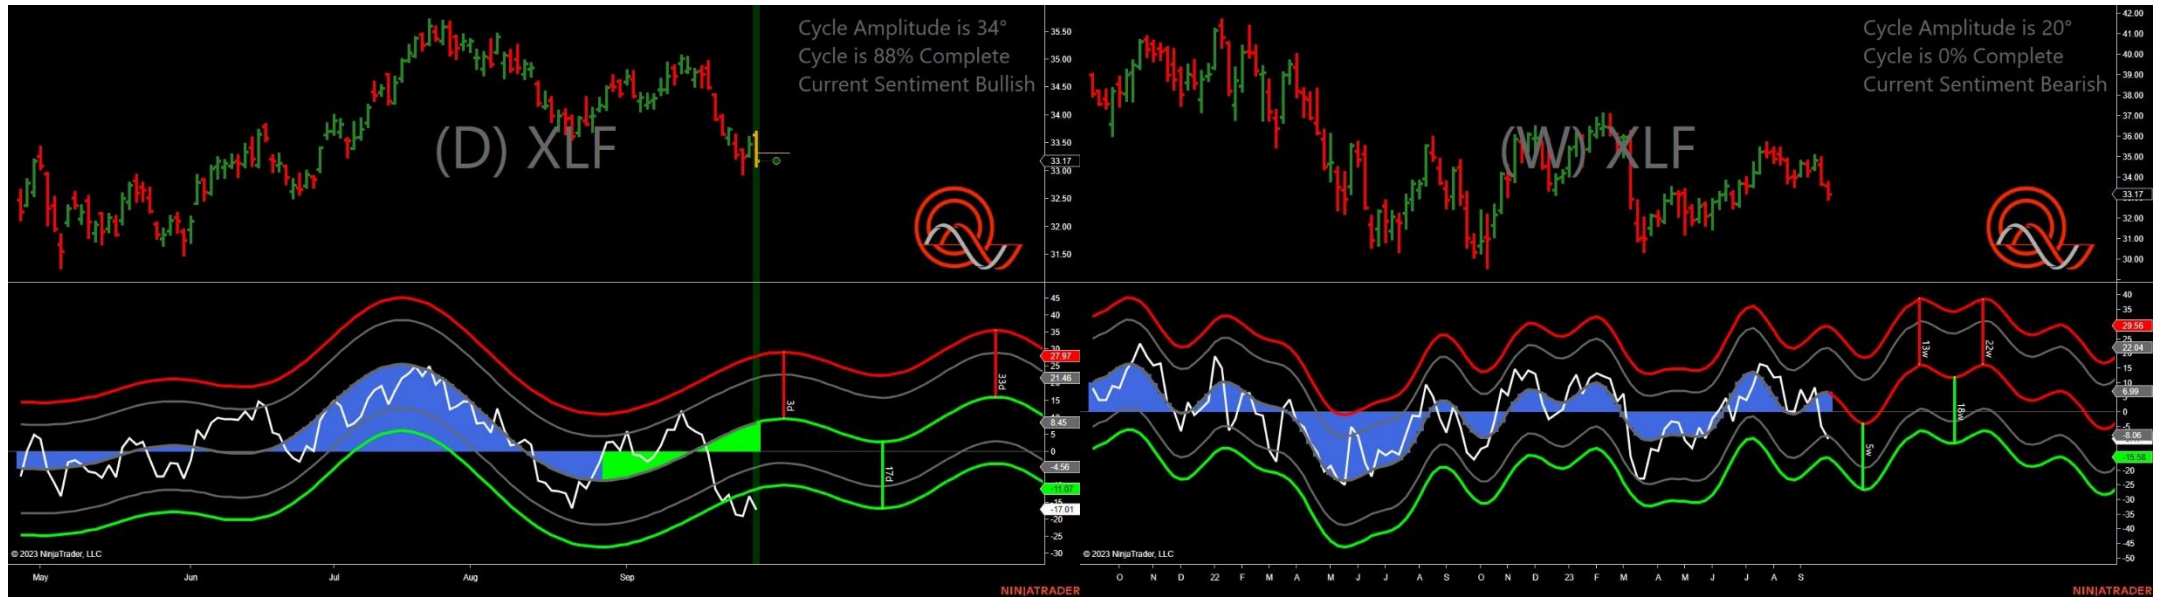 Cycle Amplitude is 34°
Cycle is 88% Complete
Current Sentiment Bullish
(D) XLF
35.50
35.00
34.50
34.00
33.50
33.17
33.00
32.50
32.00
31.50
45
40
35
30
27.97
21.46
15
8.45
5
0
-4.56
-11.07
-15
-17.01
-20
-25
-30
3d
17d
33d
© 2023 NinjaTrader, LLC
May
Jun
Jul
Aug
Sep
NINJATRADER
Cycle Amplitude is 20°
Cycle is 0% Complete
Current Sentiment Bearish
(W) XLF
42.00
41.00
40.00
39.00
38.00
37.00
36.00
35.00
34.00
33.17
32.00
31.00
30.00
40
35
29.56
22.04
15
10
6.99
0
-5
-8.06
-15.58
-20
-25
-30
-35
-40
-45
-50
5w
13w
18w
22w
© 2023 NinjaTrader, LLC
O
N
D
22
F
M
A
M
J
J
A
S
O
N
D
23
F
M
A
M
J
J
A
S
NINJATRADER